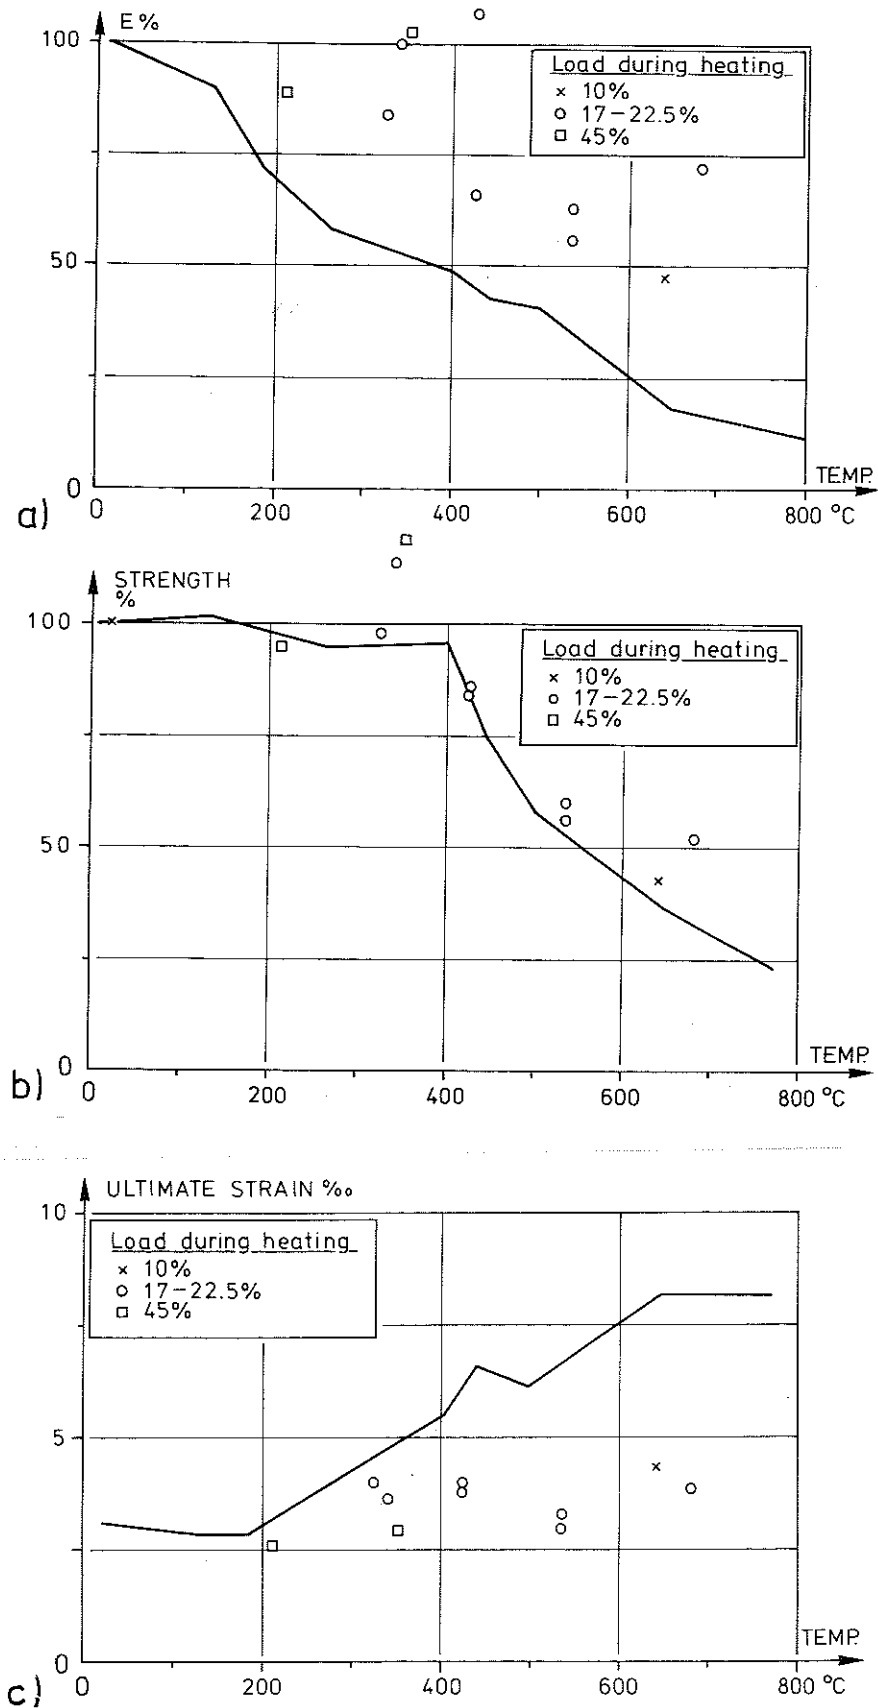 E %
100
Load during heating
× 10%
○ 17-22.5%
□ 45%
50
0
TEMP.
a)
0 200 400 600 800 °C
STRENGTH
%
100
Load during heating
× 10%
○ 17-22.5%
□ 45%
50
0
TEMP.
b)
0 200 400 600 800 °C
ULTIMATE STRAIN ‰
10
Load during heating
× 10%
○ 17-22.5%
□ 45%
5
0
TEMP.
c)
0 200 400 600 800 °C